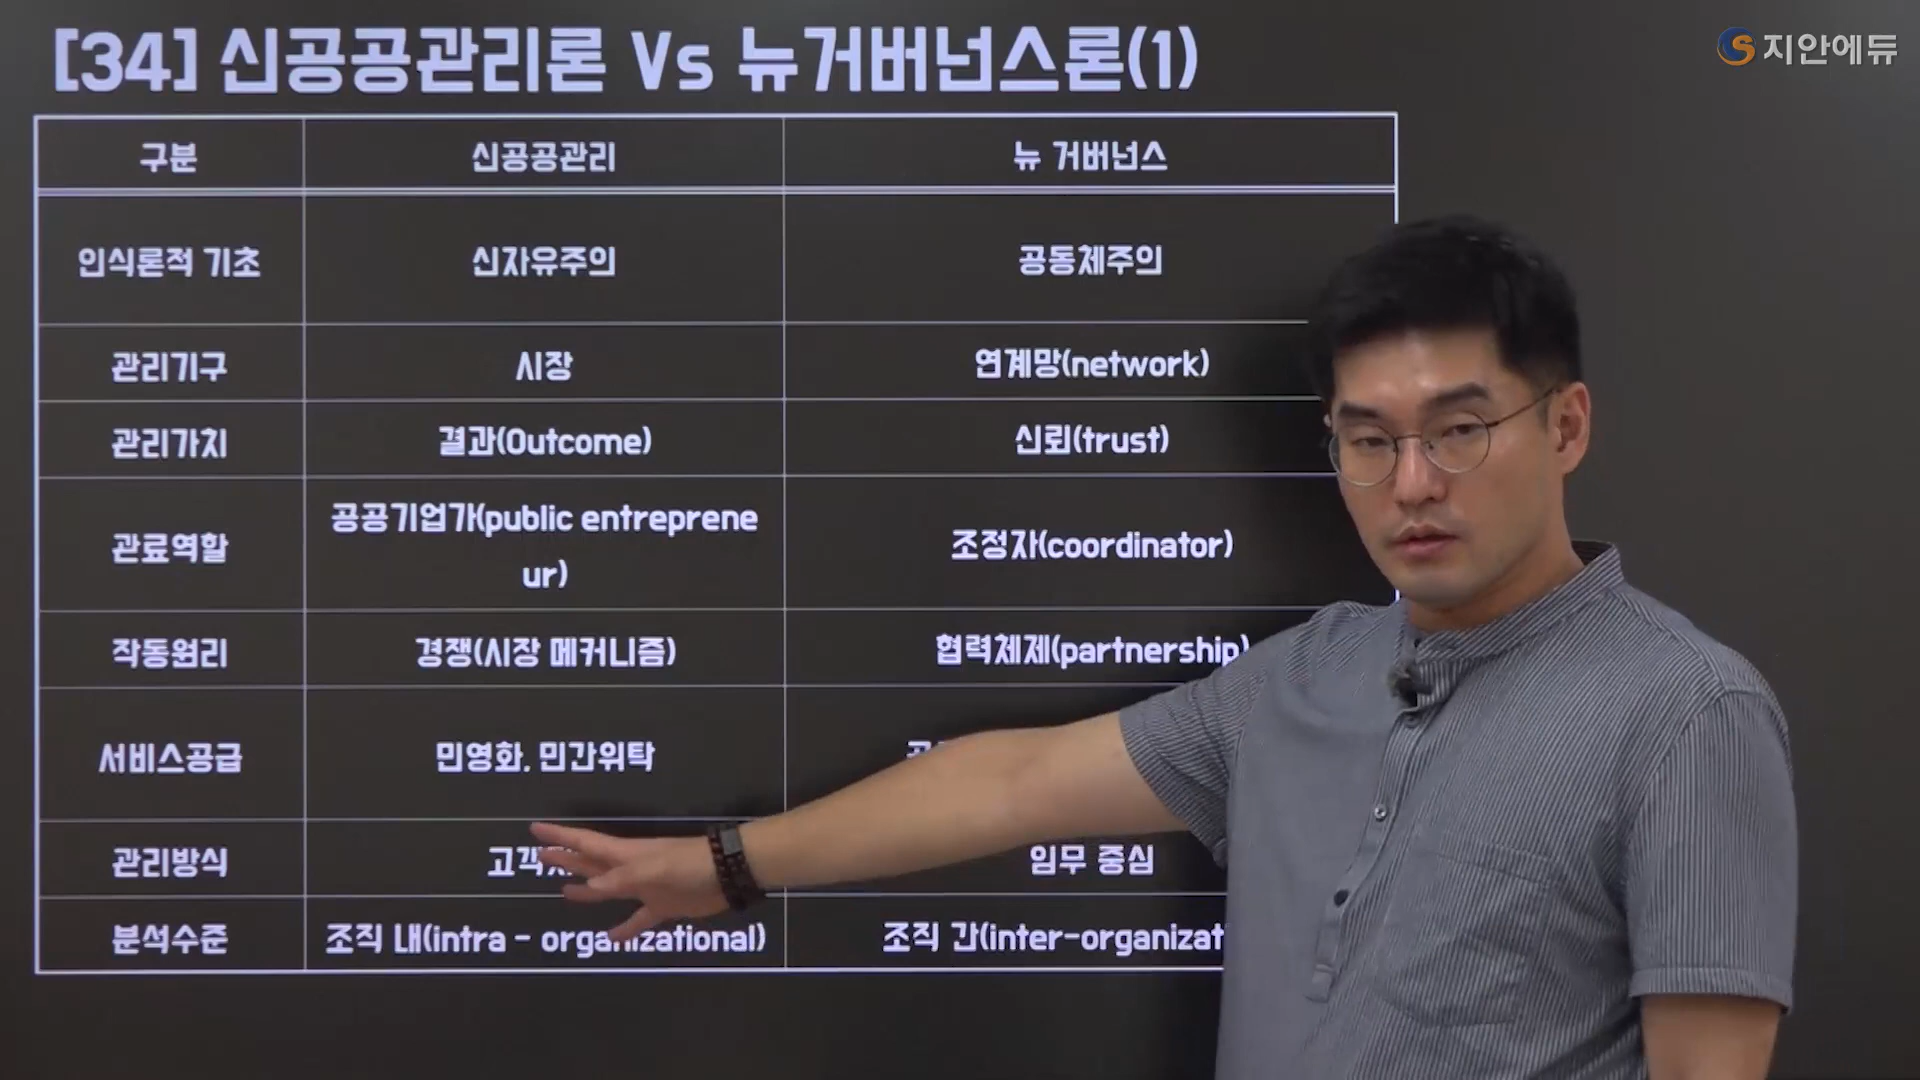 [34] 신공공관리론 Vs 뉴거버넌스론(1)
지안에듀
구분 신공공관리 뉴 거버넌스
인식론적 기초 신자유주의 공동체주의
관리기구 시장 연계망(network)
관리가치 결과(Outcome) 신뢰(trust)
관료역할 공공기업가(public entrepreneur) 조정자(coordinator)
작동원리 경쟁(시장 메커니즘) 협력체제(partnership)
서비스공급 민영화, 민간위탁
관리방식 임무 중심
분석수준 조직 내(intra - organizational) 조직 간(inter-organizat